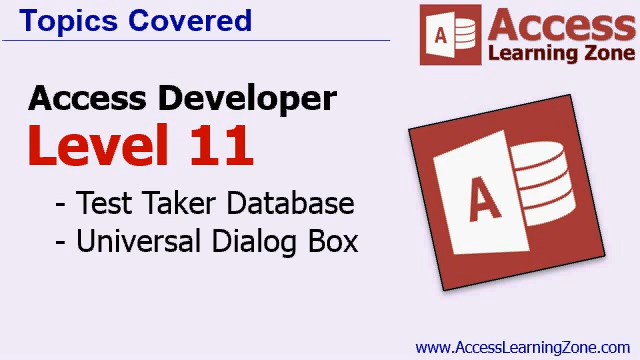 Topics Covered
Access
Learning Zone
Access Developer
Level 11
- Test Taker Database
- Universal Dialog Box
A
A
www.AccessLearningZone.com